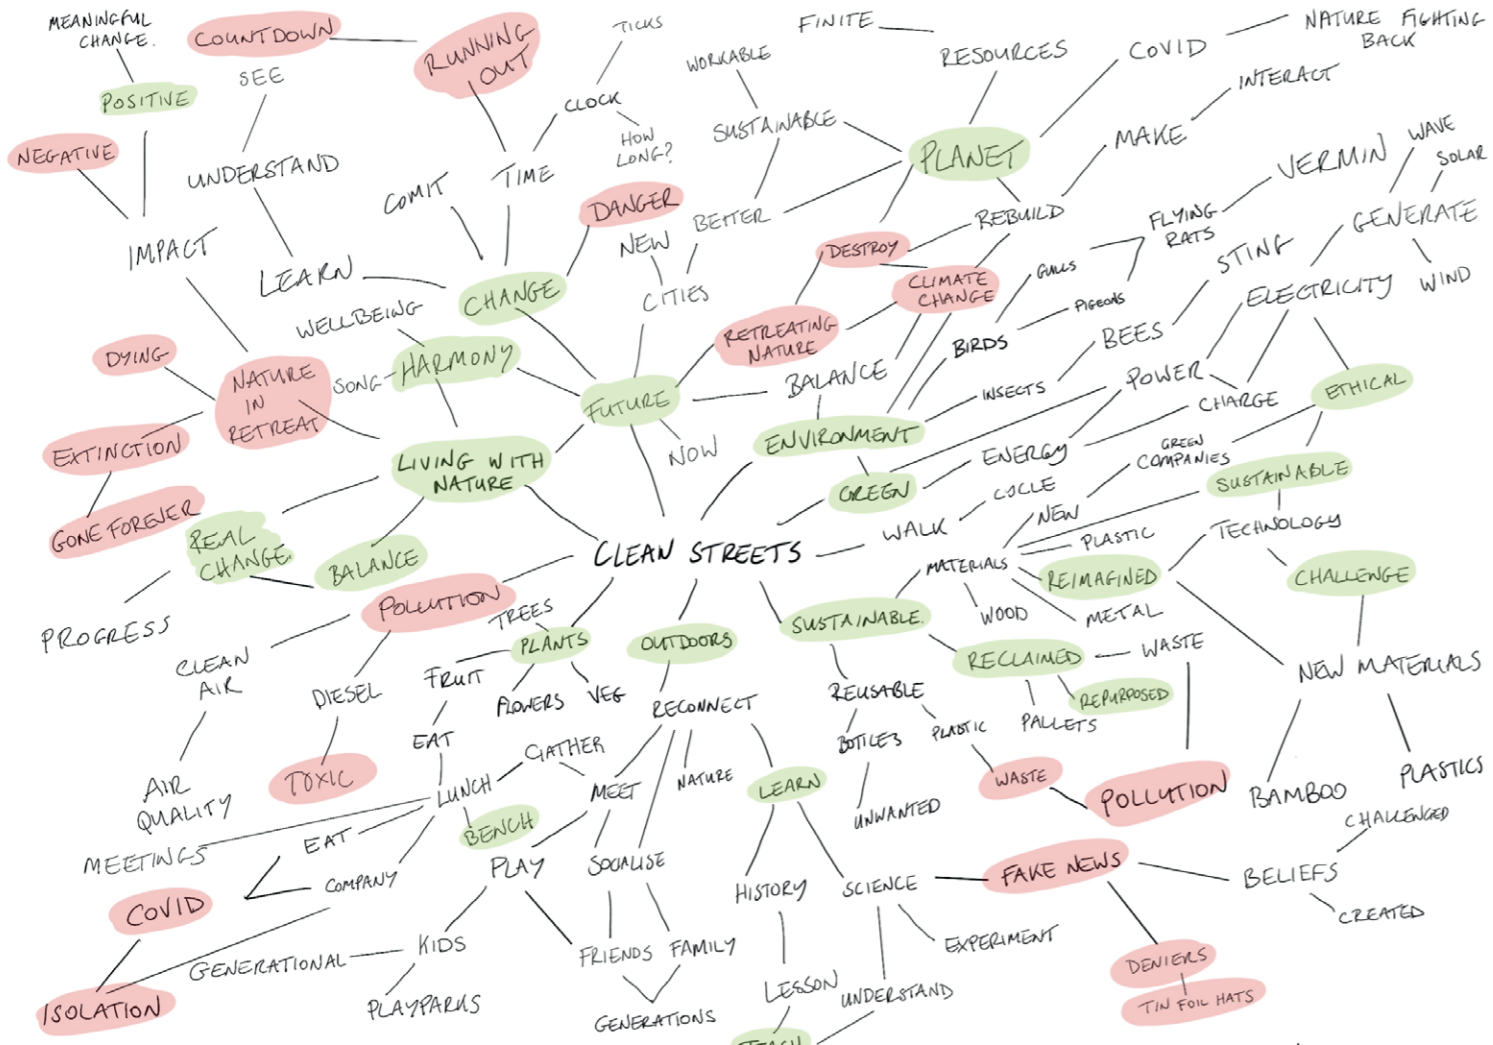 MEANINGFUL
CHANGE.
POSITIVE
NEGATIVE
IMPACT
COUNTDOWN
SEE
UNDERSTAND
LEARN
RUNNING
OUT
TICKS
CLOCK
HOW
LONG?
TIME
COMIT
DANGER
CHANGE
WORKABLE
SUSTAINABLE
BETTER
NEW
CITIES
FINITE
RESOURCES
PLANET
COVID
NATURE FIGHTING
BACK
INTERACT
MAKE
REBUILD
DESTROY
CLIMATE
CHANGE
RETREATING
NATURE
WELLBEING
SONG
HARMONY
FUTURE
NOW
BALANCE
ENVIRONMENT
GREEN
BIRDS
GULLS
PIGEONS
FLYING
RATS
VERMIN
INSECTS
BEES
STING
WAVE
SOLAR
GENERATE
WIND
ELECTRICITY
POWER
CHARGE
ENERGY
ETHICAL
GREEN
COMPANIES
SUSTAINABLE
TECHNOLOGY
CHALLENGE
DYING
NATURE
IN
RETREAT
EXTINCTION
GONE FOREVER
LIVING WITH
NATURE
REAL
CHANGE.
BALANCE
PROGRESS
CLEAN STREETS
WALK
CYCLE
NEW
PLASTIC
MATERIALS
REIMAGINED
WOOD
METAL
SUSTAINABLE.
RECLAIMED
WASTE
REPURPOSED
PALLETS
NEW MATERIALS
BAMBOO
PLASTICS
POLLUTION
CLEAN
AIR
AIR
QUALITY
DIESEL
TOXIC
TREES
PLANTS
FRUIT
FLOWERS
VEG
EAT
LUNCH
GATHER
MEET
BENCH
MEETINGS
EAT
COMPANY
COVID
ISOLATION
OUTDOORS
RECONNECT
NATURE
LEARN
PLAY
SOCIALISE
KIDS
GENERATIONAL
PLAYPARKS
FRIENDS
FAMILY
GENERATIONS
HISTORY
SCIENCE
LESSON
UNDERSTAND
EXPERIMENT
TEACH
REUSABLE
BOTTLES
PLASTIC
UNWANTED
WASTE
POLLUTION
FAKE NEWS
BELIEFS
CHALLENGED
CREATED
DENIERS
TIN FOIL HATS